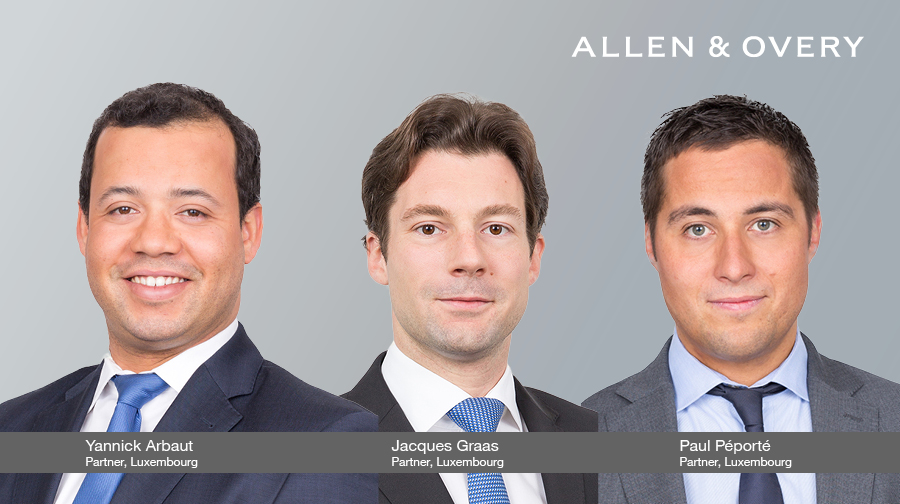 ALLEN & OVERY
Yannick Arbaut
Partner, Luxembourg
Jacques Graas
Partner, Luxembourg
Paul Péporté
Partner, Luxembourg